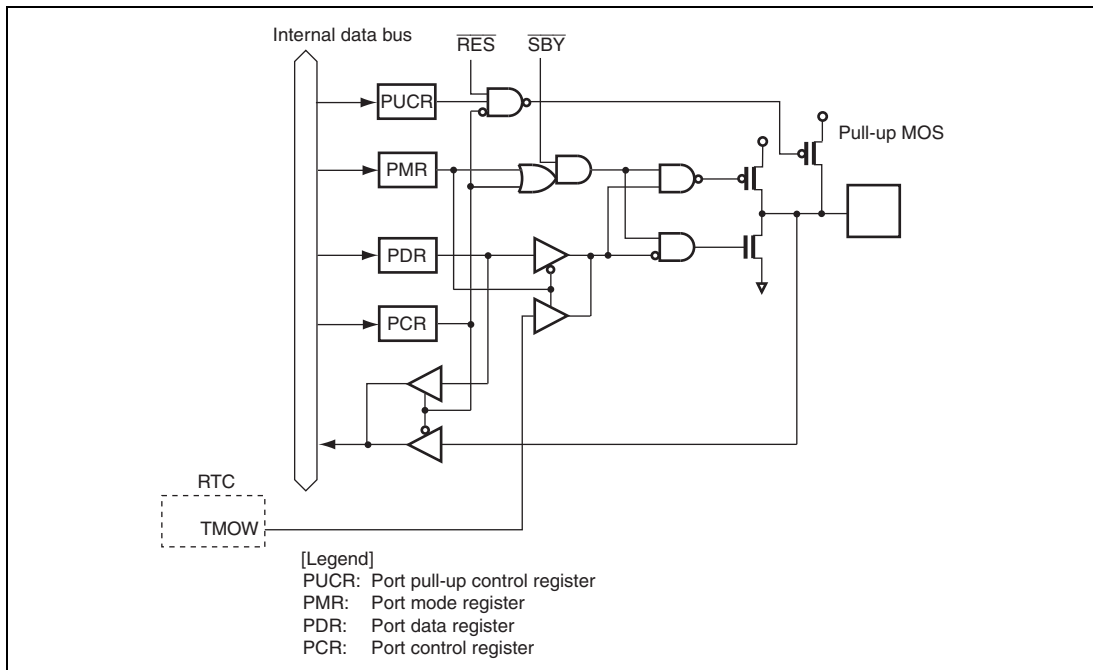 Internal data bus
RES
SBY
PUCR
Pull-up MOS
PMR
PDR
PCR
RTC
TMOW
[Legend]
PUCR: Port pull-up control register
PMR: Port mode register
PDR: Port data register
PCR: Port control register